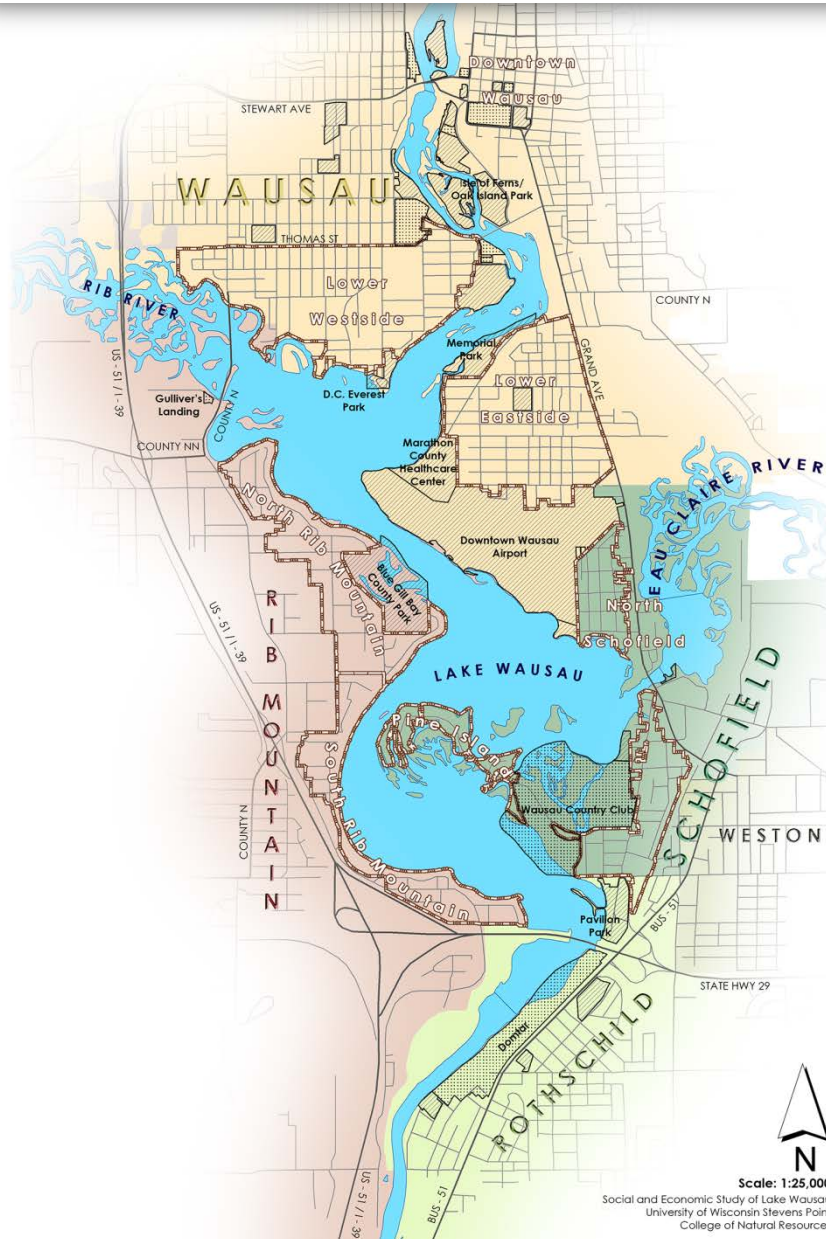 Downtown
Wausau
STEWART AVE
WAUSAU
Isle of Ferns/
Oak Island Park
THOMAS ST
Lower
Westside
RIB RIVER
COUNTY N
US - 51 / I - 39
Memorial
Park
GRAND AVE
Lower
Eastside
D.C. Everest
Park
Gulliver's
Landing
COUNTY N
COUNTY NN
Marathon
County
Healthcare
Center
EAU CLAIRE RIVER
North Rib Mountain
Downtown Wausau
Airport
Blue Gill Bay
County Park
North
Schofield
RIB MOUNTAIN
US - 51 / I - 39
LAKE WAUSAU
SCHOFIELD
Pine Island
South Rib Mountain
Wausau Country Club
COUNTY N
WESTON
Pavilion
Park
BUS - 51
STATE HWY 29
Domtar
ROTHSCHILD
US - 51 / I - 39
BUS - 51
N
Scale: 1:25,000
Social and Economic Study of Lake Wausau
University of Wisconsin Stevens Poin
College of Natural Resource